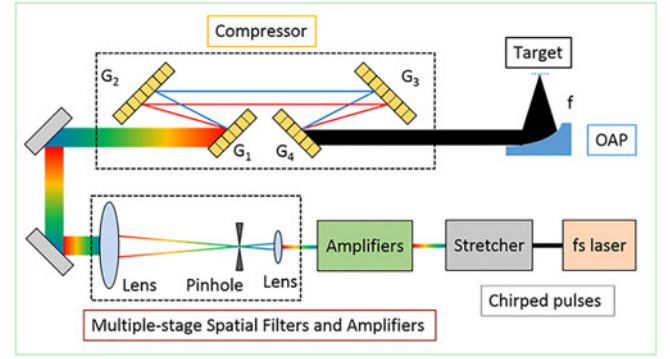 Compressor
Target
G2
G3
f
G1
G4
OAP
Amplifiers
Stretcher
fs laser
Lens
Pinhole
Lens
Chirped pulses
Multiple-stage Spatial Filters and Amplifiers